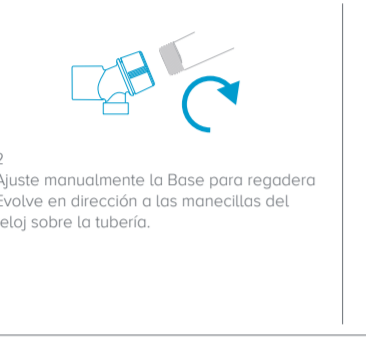 2
Ajuste manualmente la Base para regadera
Evolve en dirección a las manecillas del
reloj sobre la tubería.